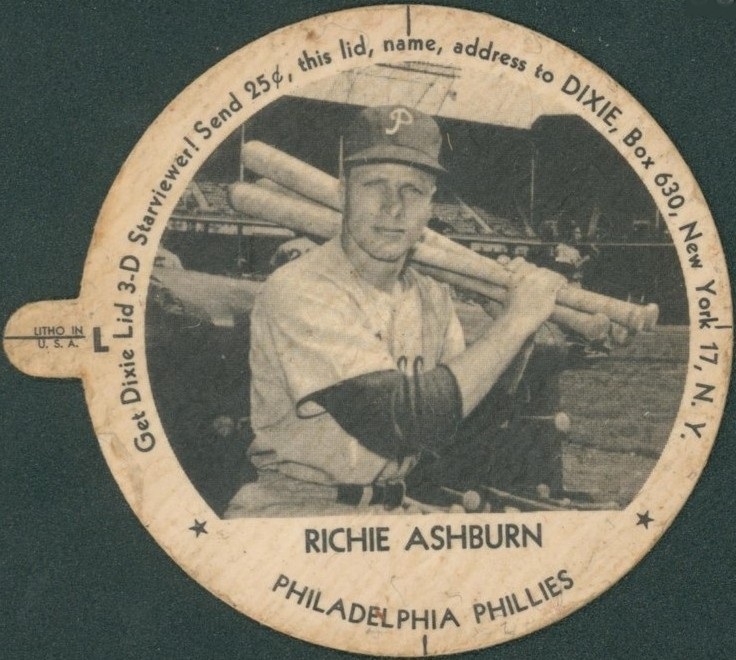 Get Dixie Lid 3-D Starviewer! Send 25¢, this lid, name, address to DIXIE, Box 630, New York 17, N. Y.
P
LITHO IN
U. S. A.
L
RICHIE ASHBURN
PHILADELPHIA PHILLIES